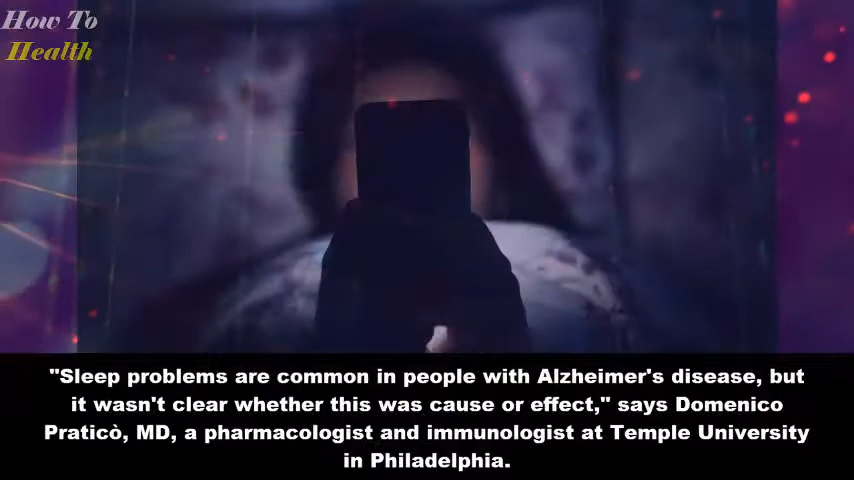 How To
Health
"Sleep problems are common in people with Alzheimer's disease, but
it wasn't clear whether this was cause or effect," says Domenico
Praticò, MD, a pharmacologist and immunologist at Temple University
in Philadelphia.